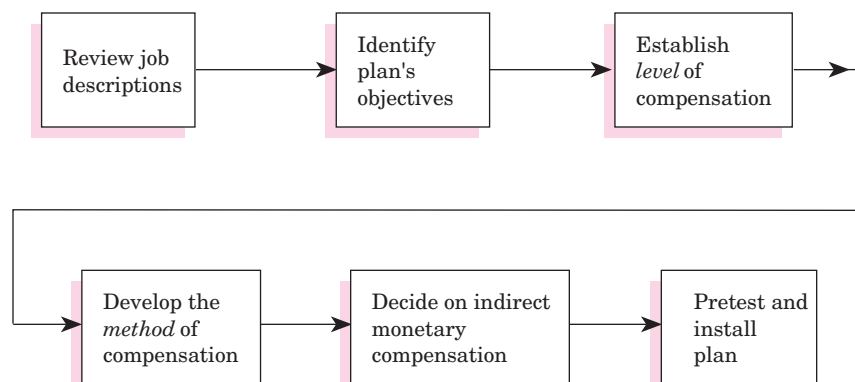 Review job
descriptions
Identify
plan's
objectives
Establish
level of
compensation
Develop the
method of
compensation
Decide on indirect
monetary
compensation
Pretest and
install
plan